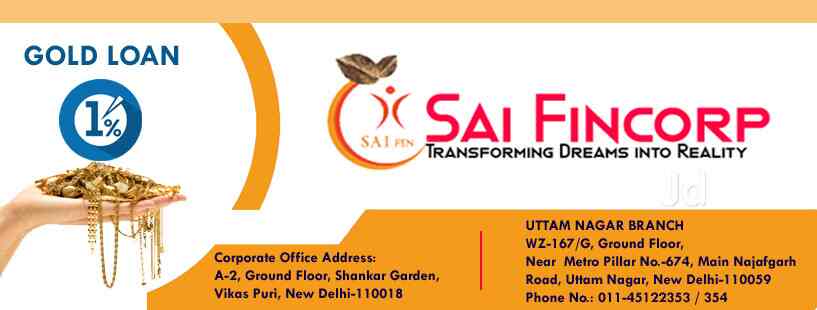 GOLD LOAN
1%
SAI FIN
SAI FINCORP
TRANSFORMING DREAMS INTO REALITY
Jd
Corporate Office Address:
A-2, Ground Floor, Shankar Garden,
Vikas Puri, New Delhi-110018
UTTAM NAGAR BRANCH
WZ-167/G, Ground Floor,
Near Metro Pillar No.-674, Main Najafgarh
Road, Uttam Nagar, New Delhi-110059
Phone No.: 011-45122353 / 354